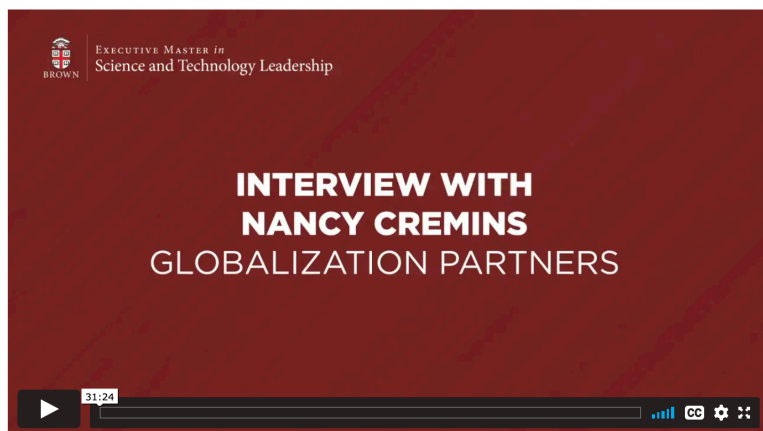 BROWN
Executive Master in
Science and Technology Leadership
INTERVIEW WITH
NANCY CREMINS
GLOBALIZATION PARTNERS
31:24
CC